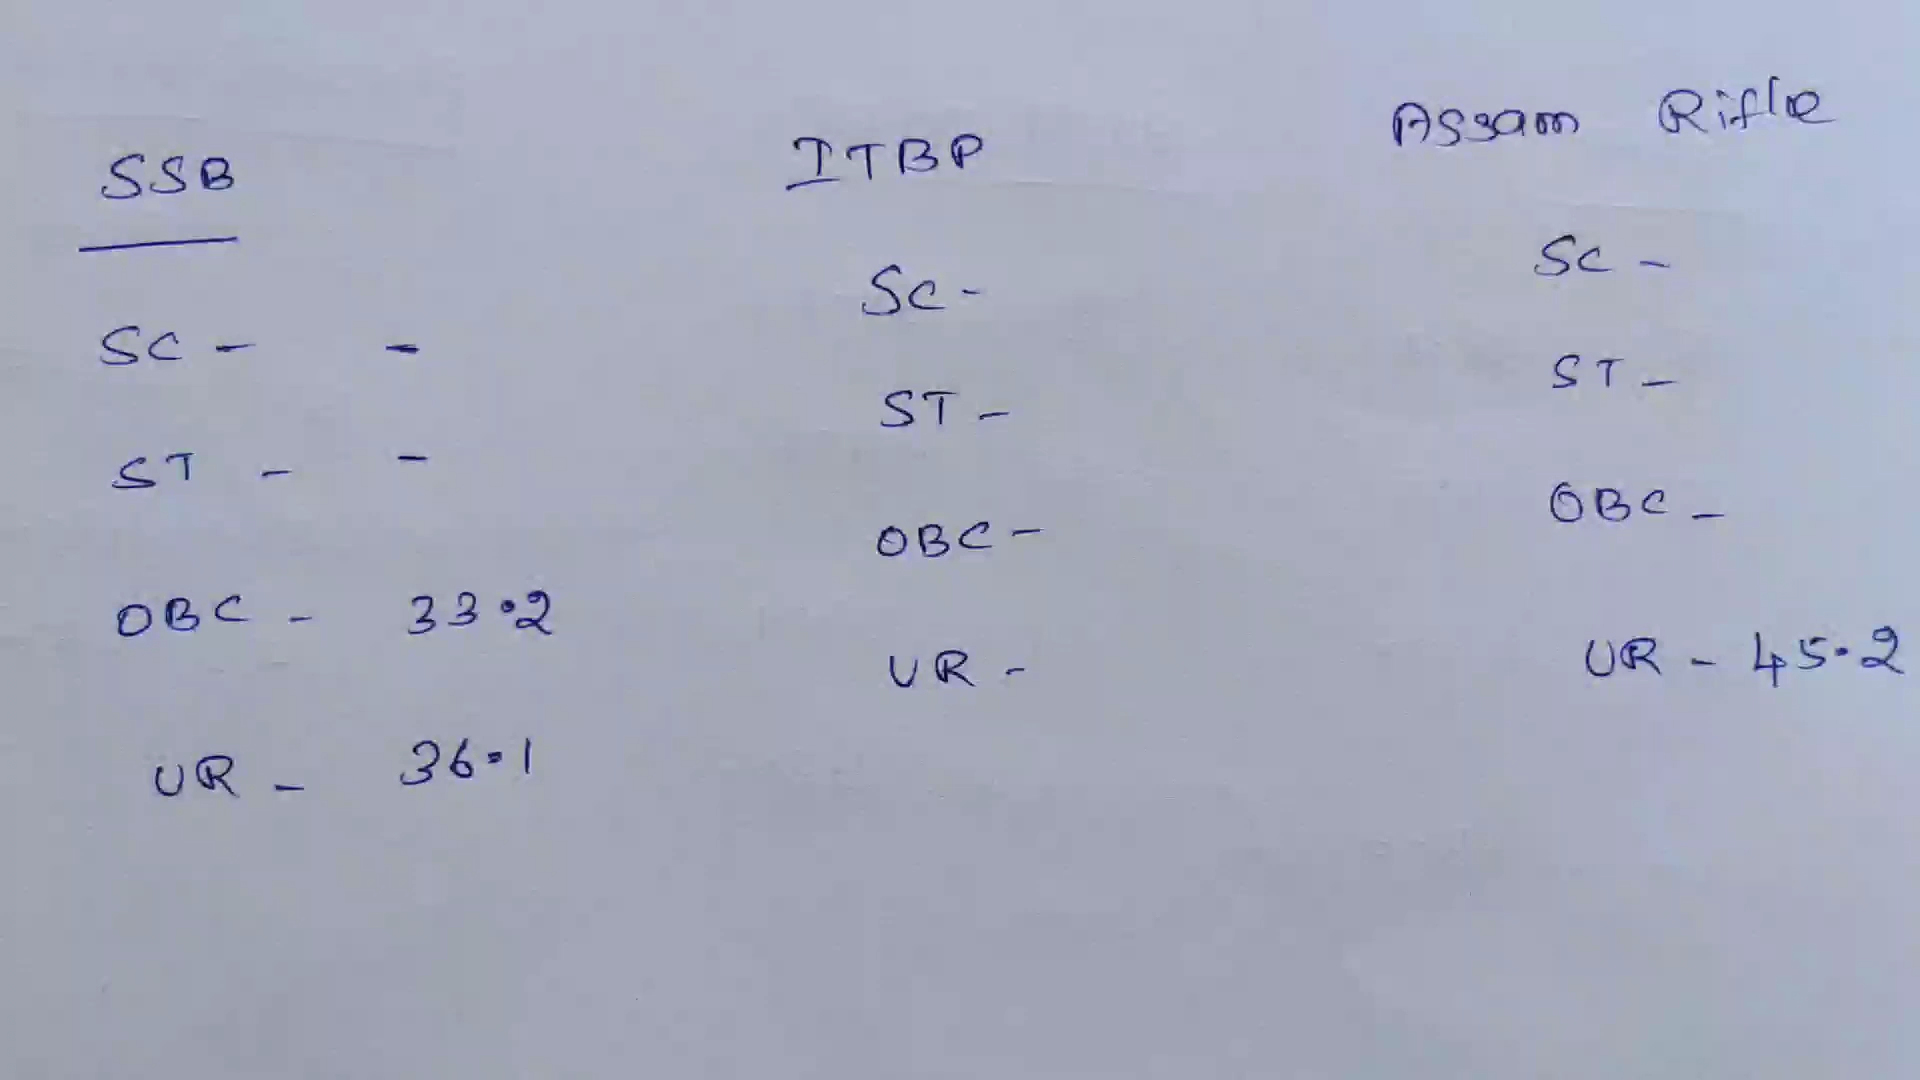 SSB
SC - -
ST - -
OBC - 33.2
UR - 36.1
ITBP
SC -
ST -
OBC -
UR -
Assam Rifle
SC -
ST -
OBC -
UR - 45.2